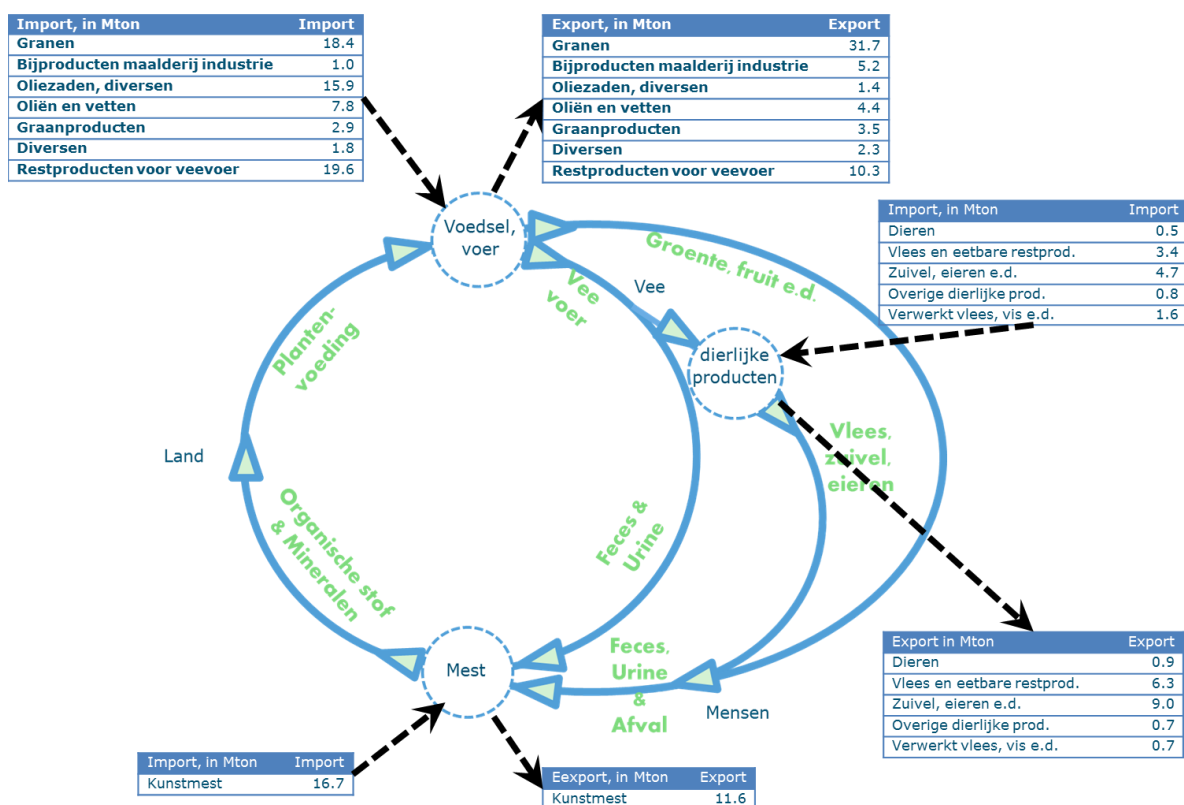 Import, in Mton Import
Granen 18.4
Bijproducten maalderij industrie 1.0
Oliezaden, diversen 15.9
Oliën en vetten 7.8
Graanproducten 2.9
Diversen 1.8
Restproducten voor veevoer 19.6
Export, in Mton Export
Granen 31.7
Bijproducten maalderij industrie 5.2
Oliezaden, diversen 1.4
Oliën en vetten 4.4
Graanproducten 3.5
Diversen 2.3
Restproducten voor veevoer 10.3
Import, in Mton Import
Dieren 0.5
Vlees en eetbare restprod. 3.4
Zuivel, eieren e.d. 4.7
Overige dierlijke prod. 0.8
Verwerkt vlees, vis e.d. 1.6
Voedsel,
voer
Groente, fruit e.d.
Vee
voer
Vee
Planten-
voeding
dierlijke
producten
Vlees,
zuivel,
eieren
Land
Organische stof
& Mineralen
Feces &
Urine
Mest
Feces,
Urine
&
Afval
Mensen
Export in Mton Export
Dieren 0.9
Vlees en eetbare restprod. 6.3
Zuivel, eieren e.d. 9.0
Overige dierlijke prod. 0.7
Verwerkt vlees, vis e.d. 0.7
Import, in Mton Import
Kunstmest 16.7
Eexport, in Mton Export
Kunstmest 11.6